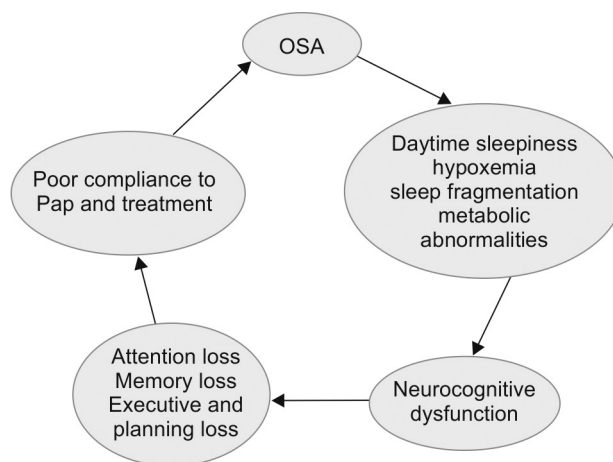 OSA
Daytime sleepiness
hypoxemia
sleep fragmentation
metabolic
abnormalities
Neurocognitive
dysfunction
Attention loss
Memory loss
Executive and
planning loss
Poor compliance to
Pap and treatment